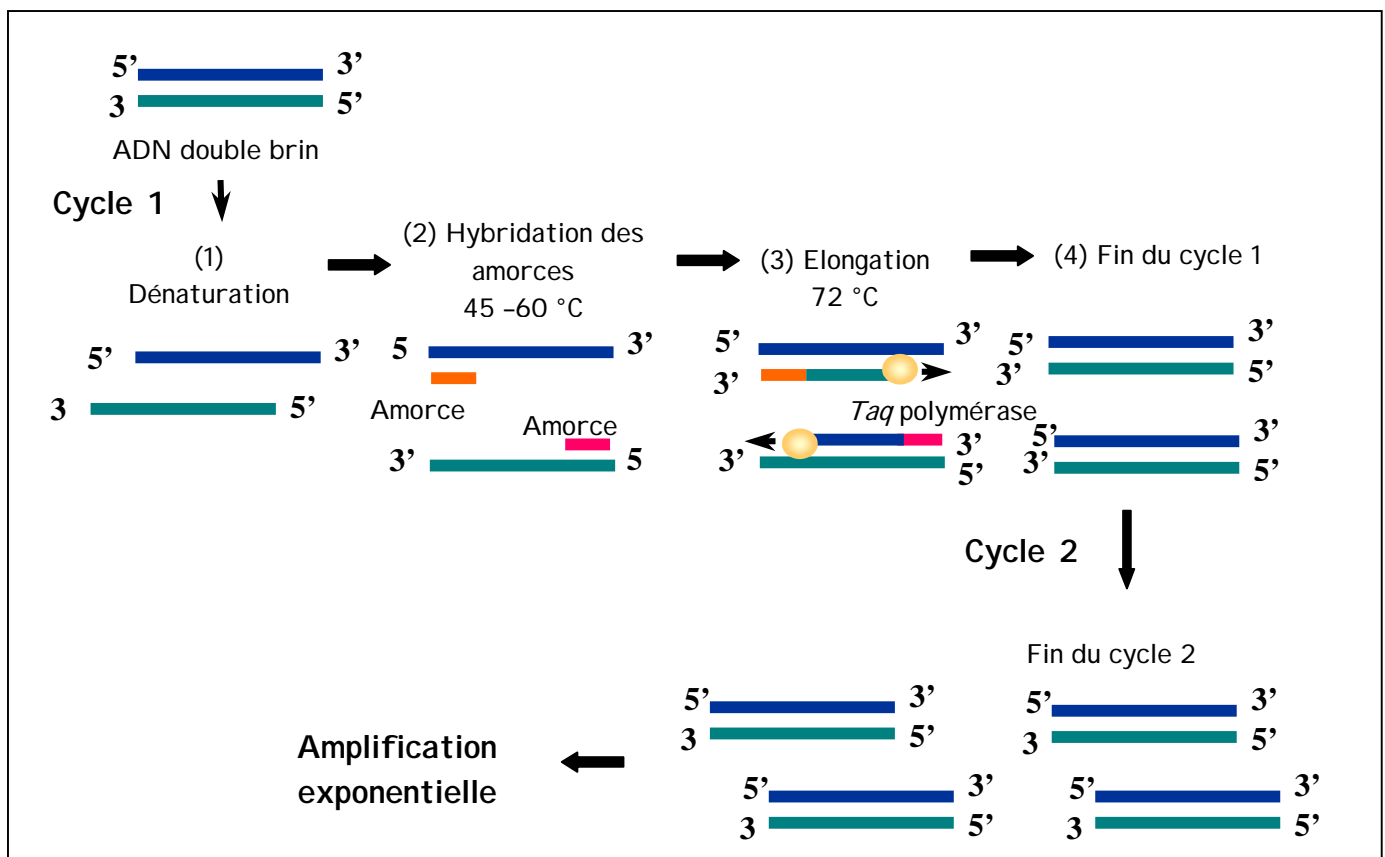 5’ 3’
3 5’
ADN double brin
Cycle 1
(1)
Dénaturation
(2) Hybridation des
amorces
45 –60 °C
(3) Elongation
72 °C
(4) Fin du cycle 1
5’ 3’
3 5’
5 3’
Amorce
Amorce
3’ 5
5’ 3’
3’
Taq polymérase
3’
3’ 5’
5’ 3’
3’ 5’
5’ 3’
3’ 5’
Cycle 2
Fin du cycle 2
5’ 3’
3 5’
5’ 3’
3 5’
Amplification
exponentielle
5’ 3’
3 5’
5’ 3’
3 5’